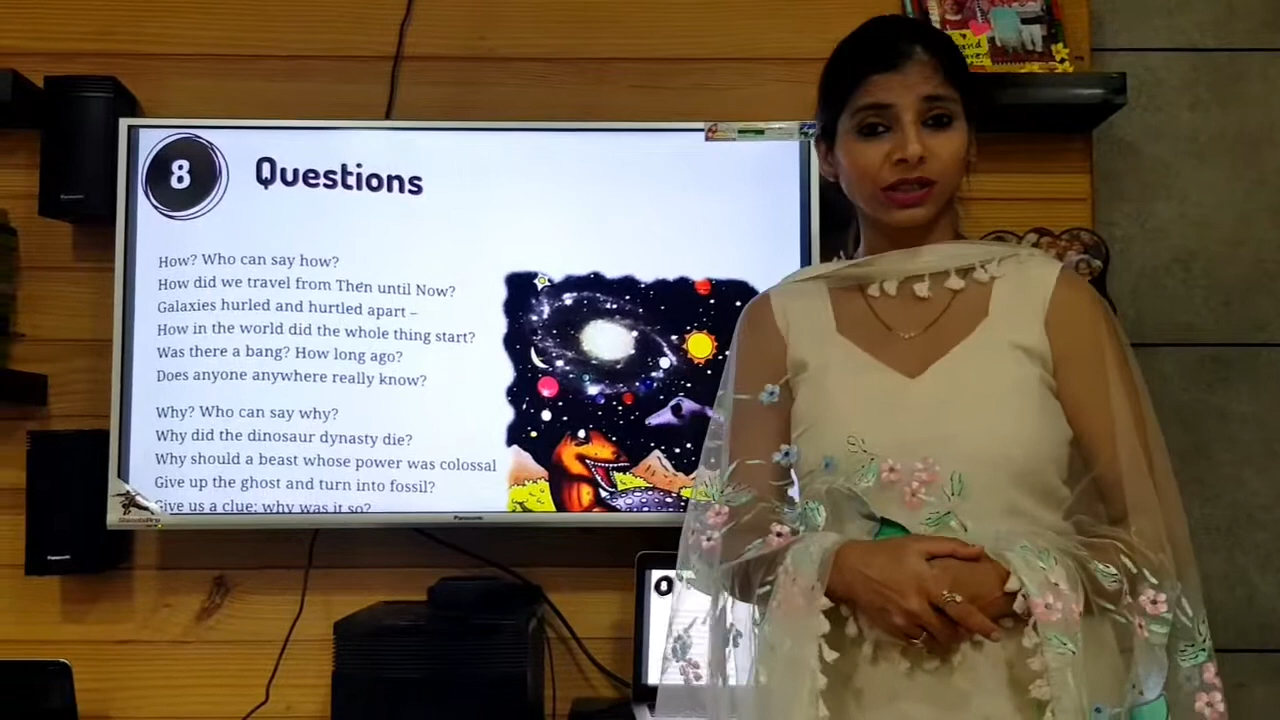 8
Questions
How? Who can say how?
How did we travel from Then until Now?
Galaxies hurled and hurtled apart –
How in the world did the whole thing start?
Was there a bang? How long ago?
Does anyone anywhere really know?
Why? Who can say why?
Why did the dinosaur dynasty die?
Why should a beast whose power was colossal
Give up the ghost and turn into fossil?
Give us a clue: why was it so?
Panasonic
8